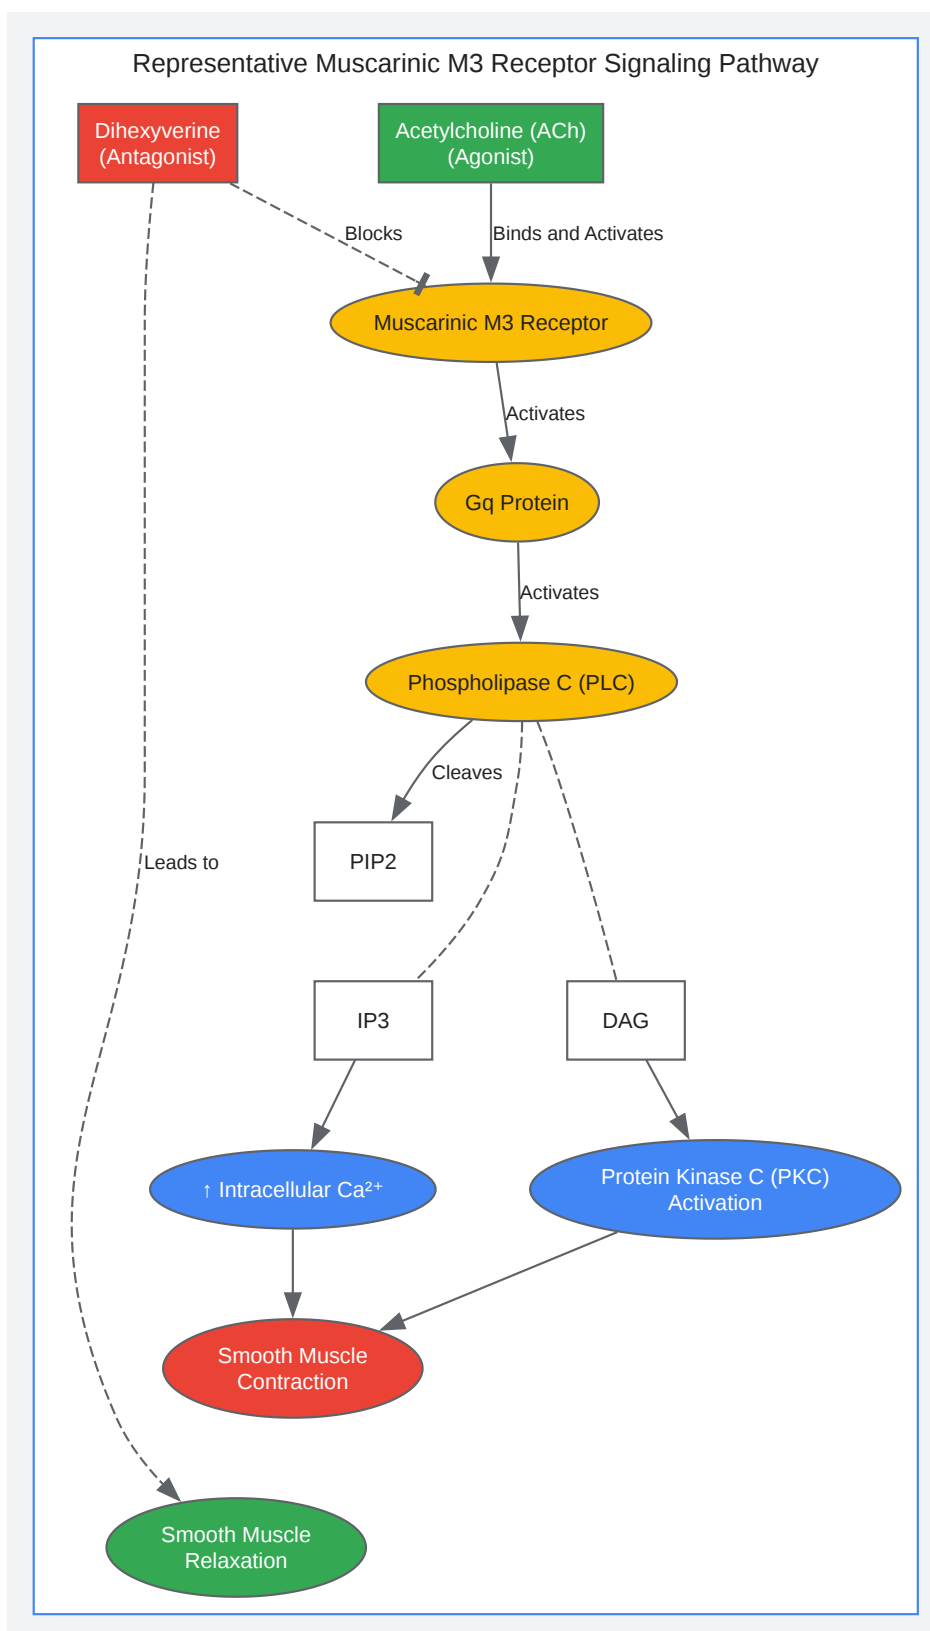 Representative Muscarinic M3 Receptor Signaling Pathway
Dihexyverine
(Antagonist)
Acetylcholine (ACh)
(Agonist)
Blocks
Binds and Activates
Muscarinic M3 Receptor
Activates
Gq Protein
Activates
Phospholipase C (PLC)
Cleaves
PIP2
Leads to
IP3
DAG
↑ Intracellular Ca²⁺
Protein Kinase C (PKC)
Activation
Smooth Muscle
Contraction
Smooth Muscle
Relaxation